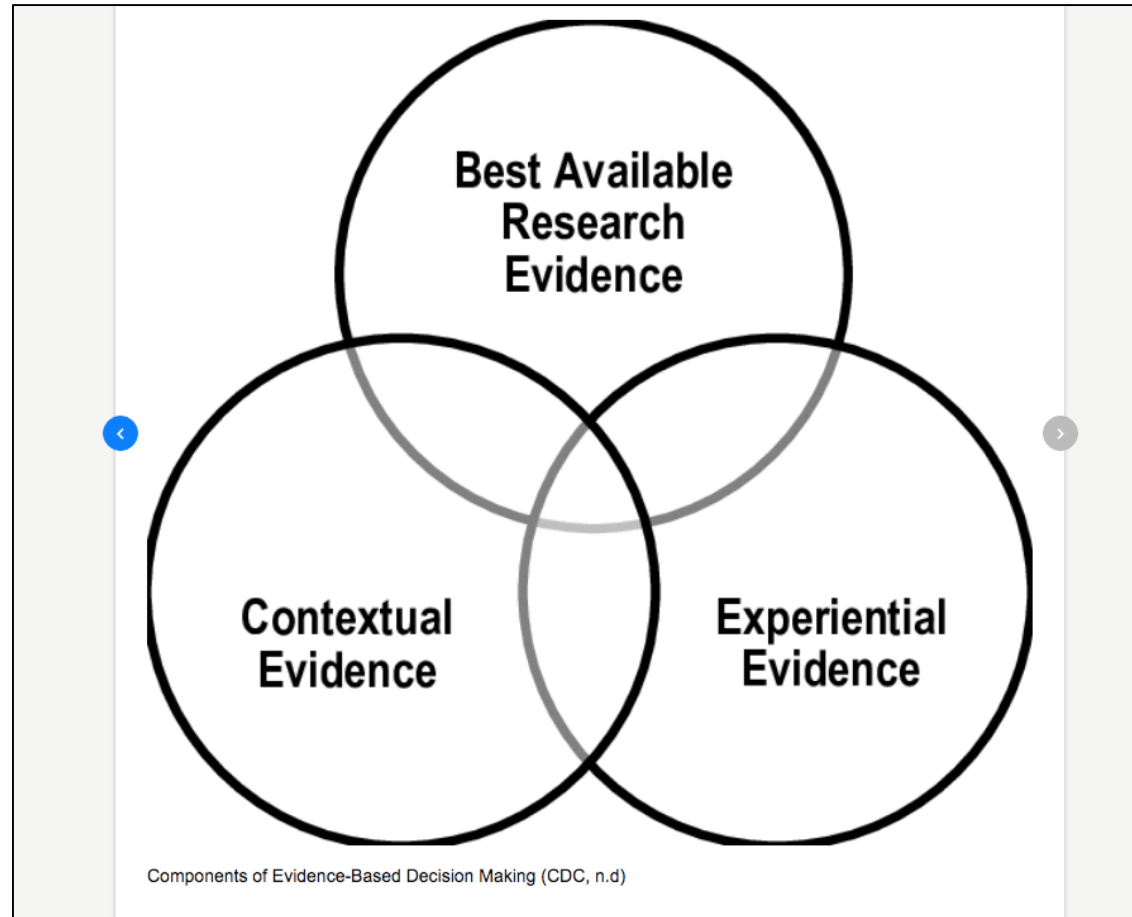 Best Available
Research
Evidence
Contextual
Evidence
Experiential
Evidence
Components of Evidence-Based Decision Making (CDC, n.d)